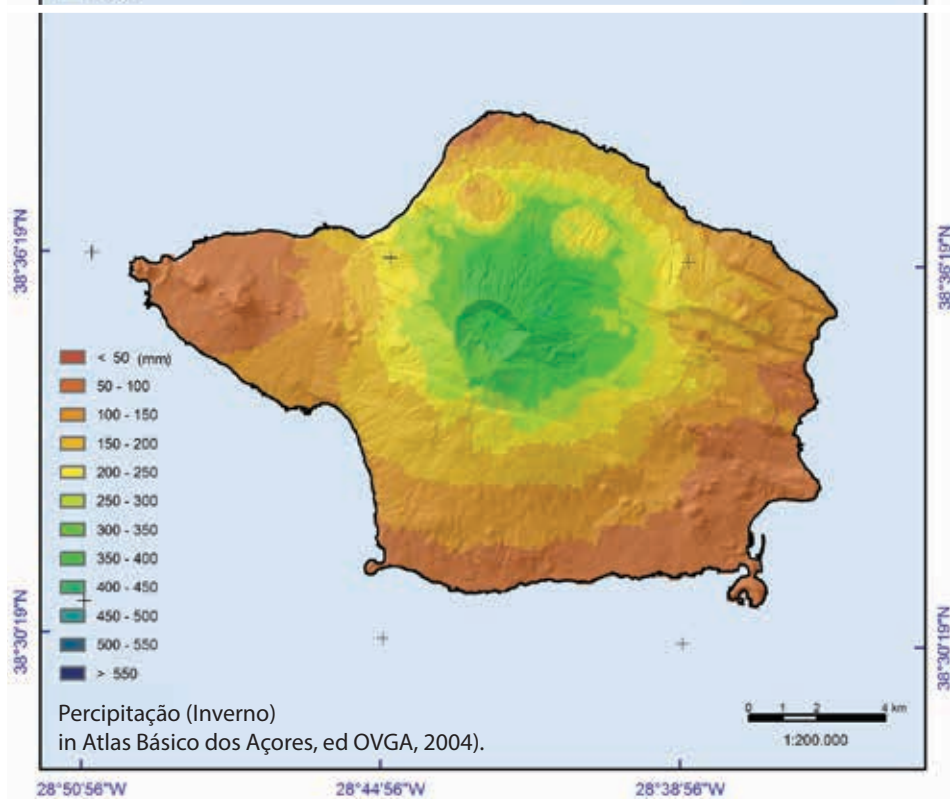 38°36'19"N
38°36'19"N
< 50 (mm)
50 - 100
100 - 150
150 - 200
200 - 250
250 - 300
300 - 350
350 - 400
400 - 450
450 - 500
500 - 550
> 550
38°30'19"N
38°30'19"N
Percipitação (Inverno)
in Atlas Básico dos Açores, ed OVGA, 2004).
0 1 2 4 km
1:200.000
28°50'56"W
28°44'56"W
28°38'56"W